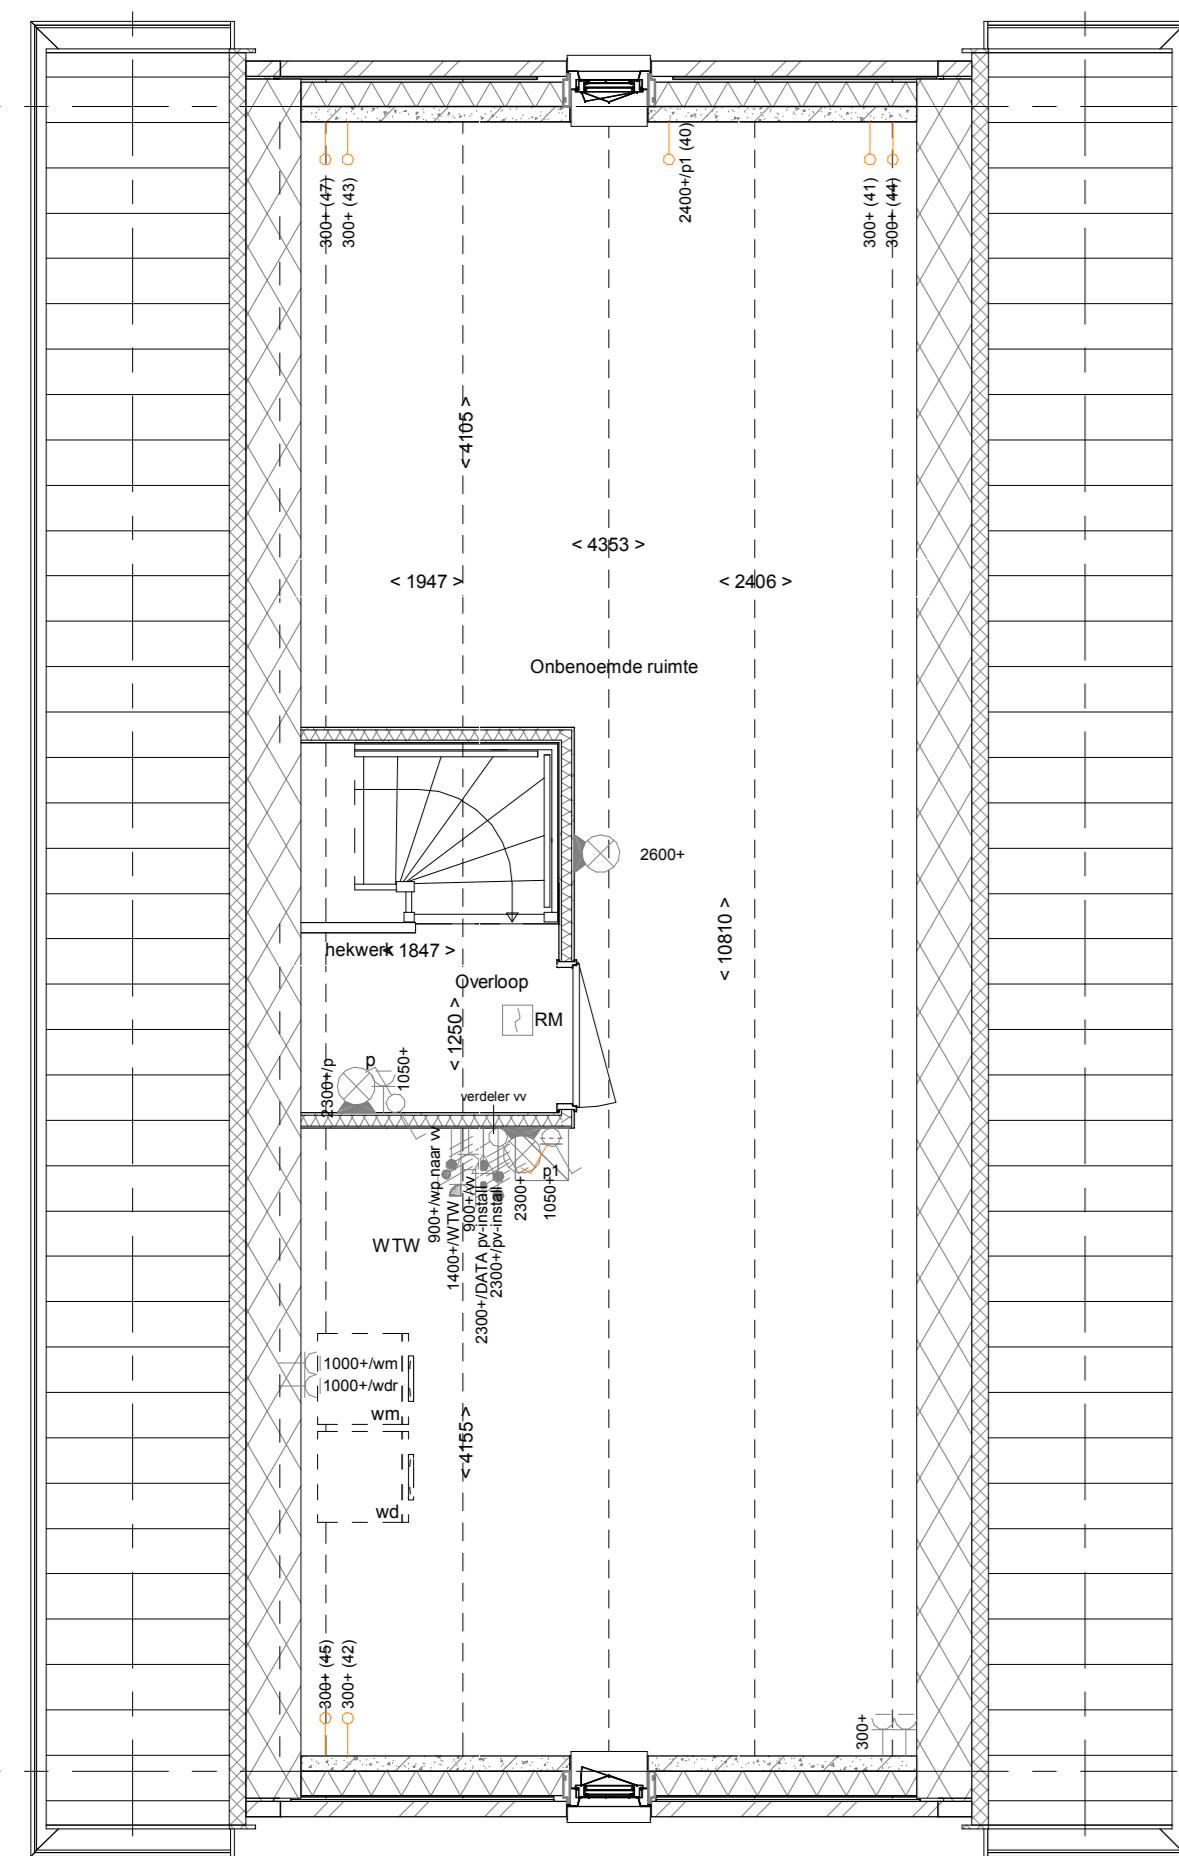 300+ (47)
300+ (43)
2400+/p1 (40)
300+ (41)
300+ (44)
< 4105 >
< 4353 >
< 1947 >
< 2406 >
Onbenoemde ruimte
2600+
< 10810 >
hekwerk
< 1847 >
Overloop
< 1250 >
RM
2300+/p
p
1050+
verdeler vv
900+/wp naar vv
1400+/WTW
900+/vv
2300+/DATA pv-install
2300+/pv-install
2300+
p1
1050+
WTW
1000+/wm
1000+/wdr
wm
< 4155 >
wd
300+ (45)
300+ (42)
300+